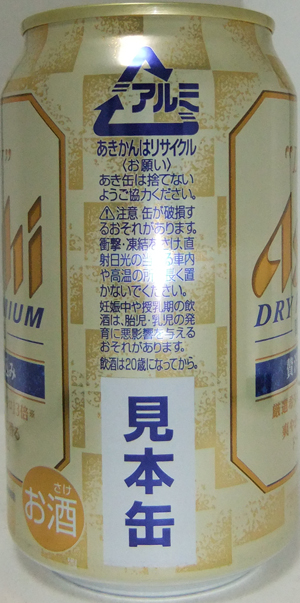 アルミ
あきかんはリサイクル
〈お願い〉
あき缶は捨てない
ようご協力ください。
⚠注意 缶が破損す
るおそれがあります。
衝撃・凍結をさけ、直
射日光の当たる車内
や高温の所に長く置
かないでください。
妊娠中や授乳期の飲
酒は、胎児・乳児の発
育に悪影響を与える
おそれがあります。
飲酒は20歳になってから。
見本缶
さけ
お酒
hi
MIUM
込み
DRY